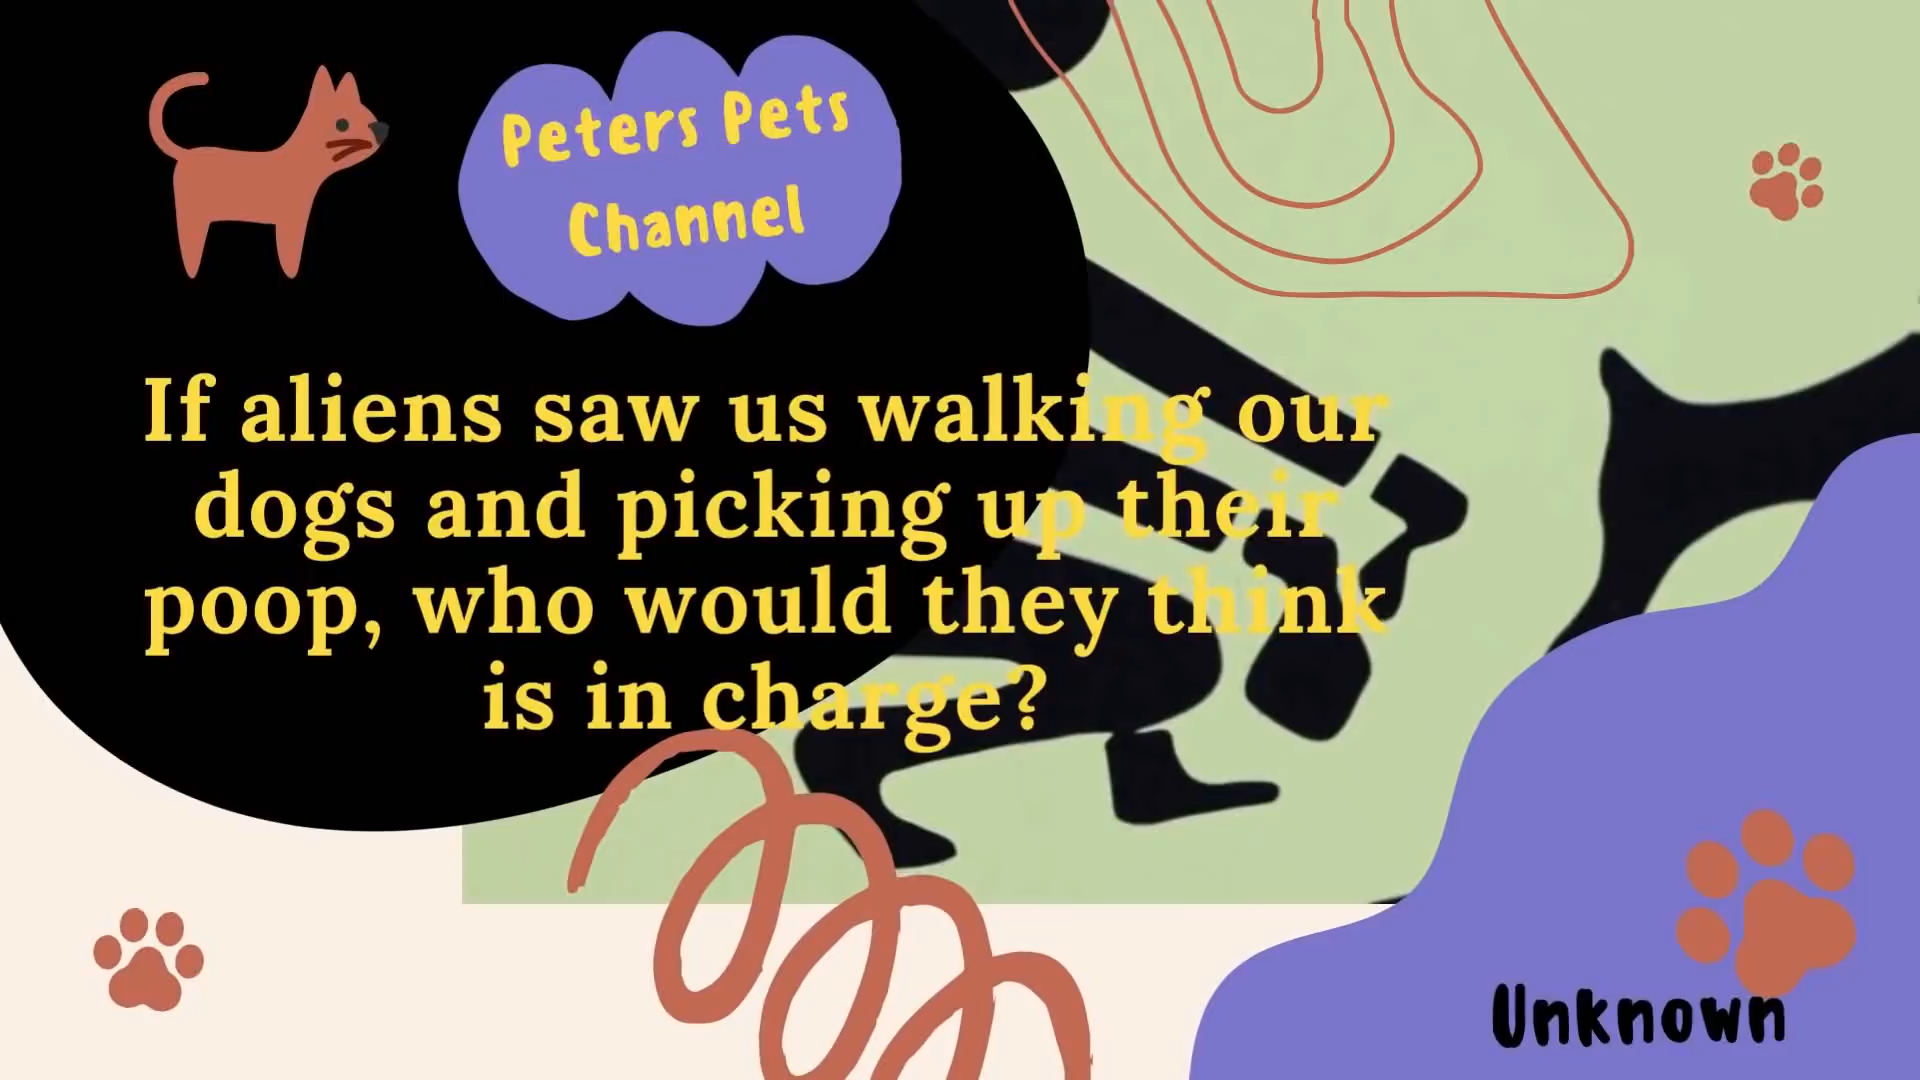 Peters Pets
Channel
If aliens saw us walking our
dogs and picking up their
poop, who would they think
is in charge?
Unknown